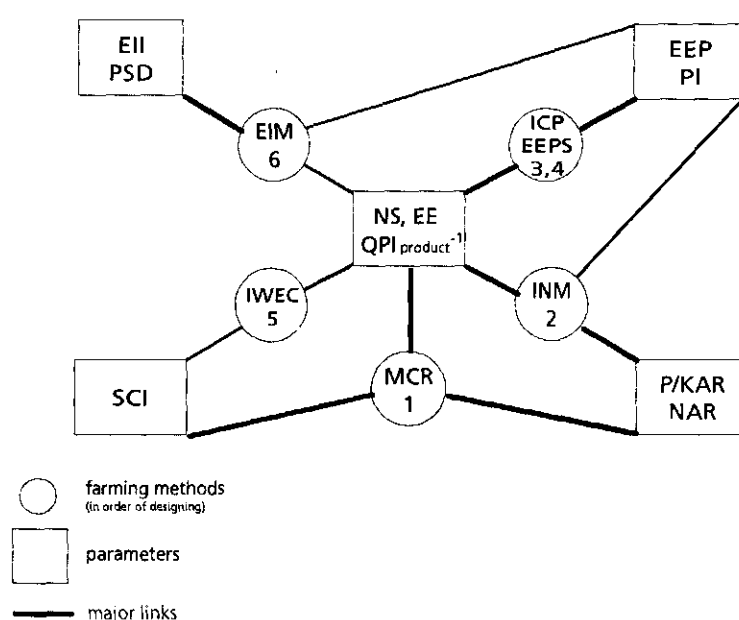 EII
PSD
EEP
PI
EIM
6
ICP
EEPS
3,4
NS, EE
QPI product⁻¹
IWEC
5
INM
2
SCI
MCR
1
P/KAR
NAR
farming methods
(in order of designing)
parameters
major links